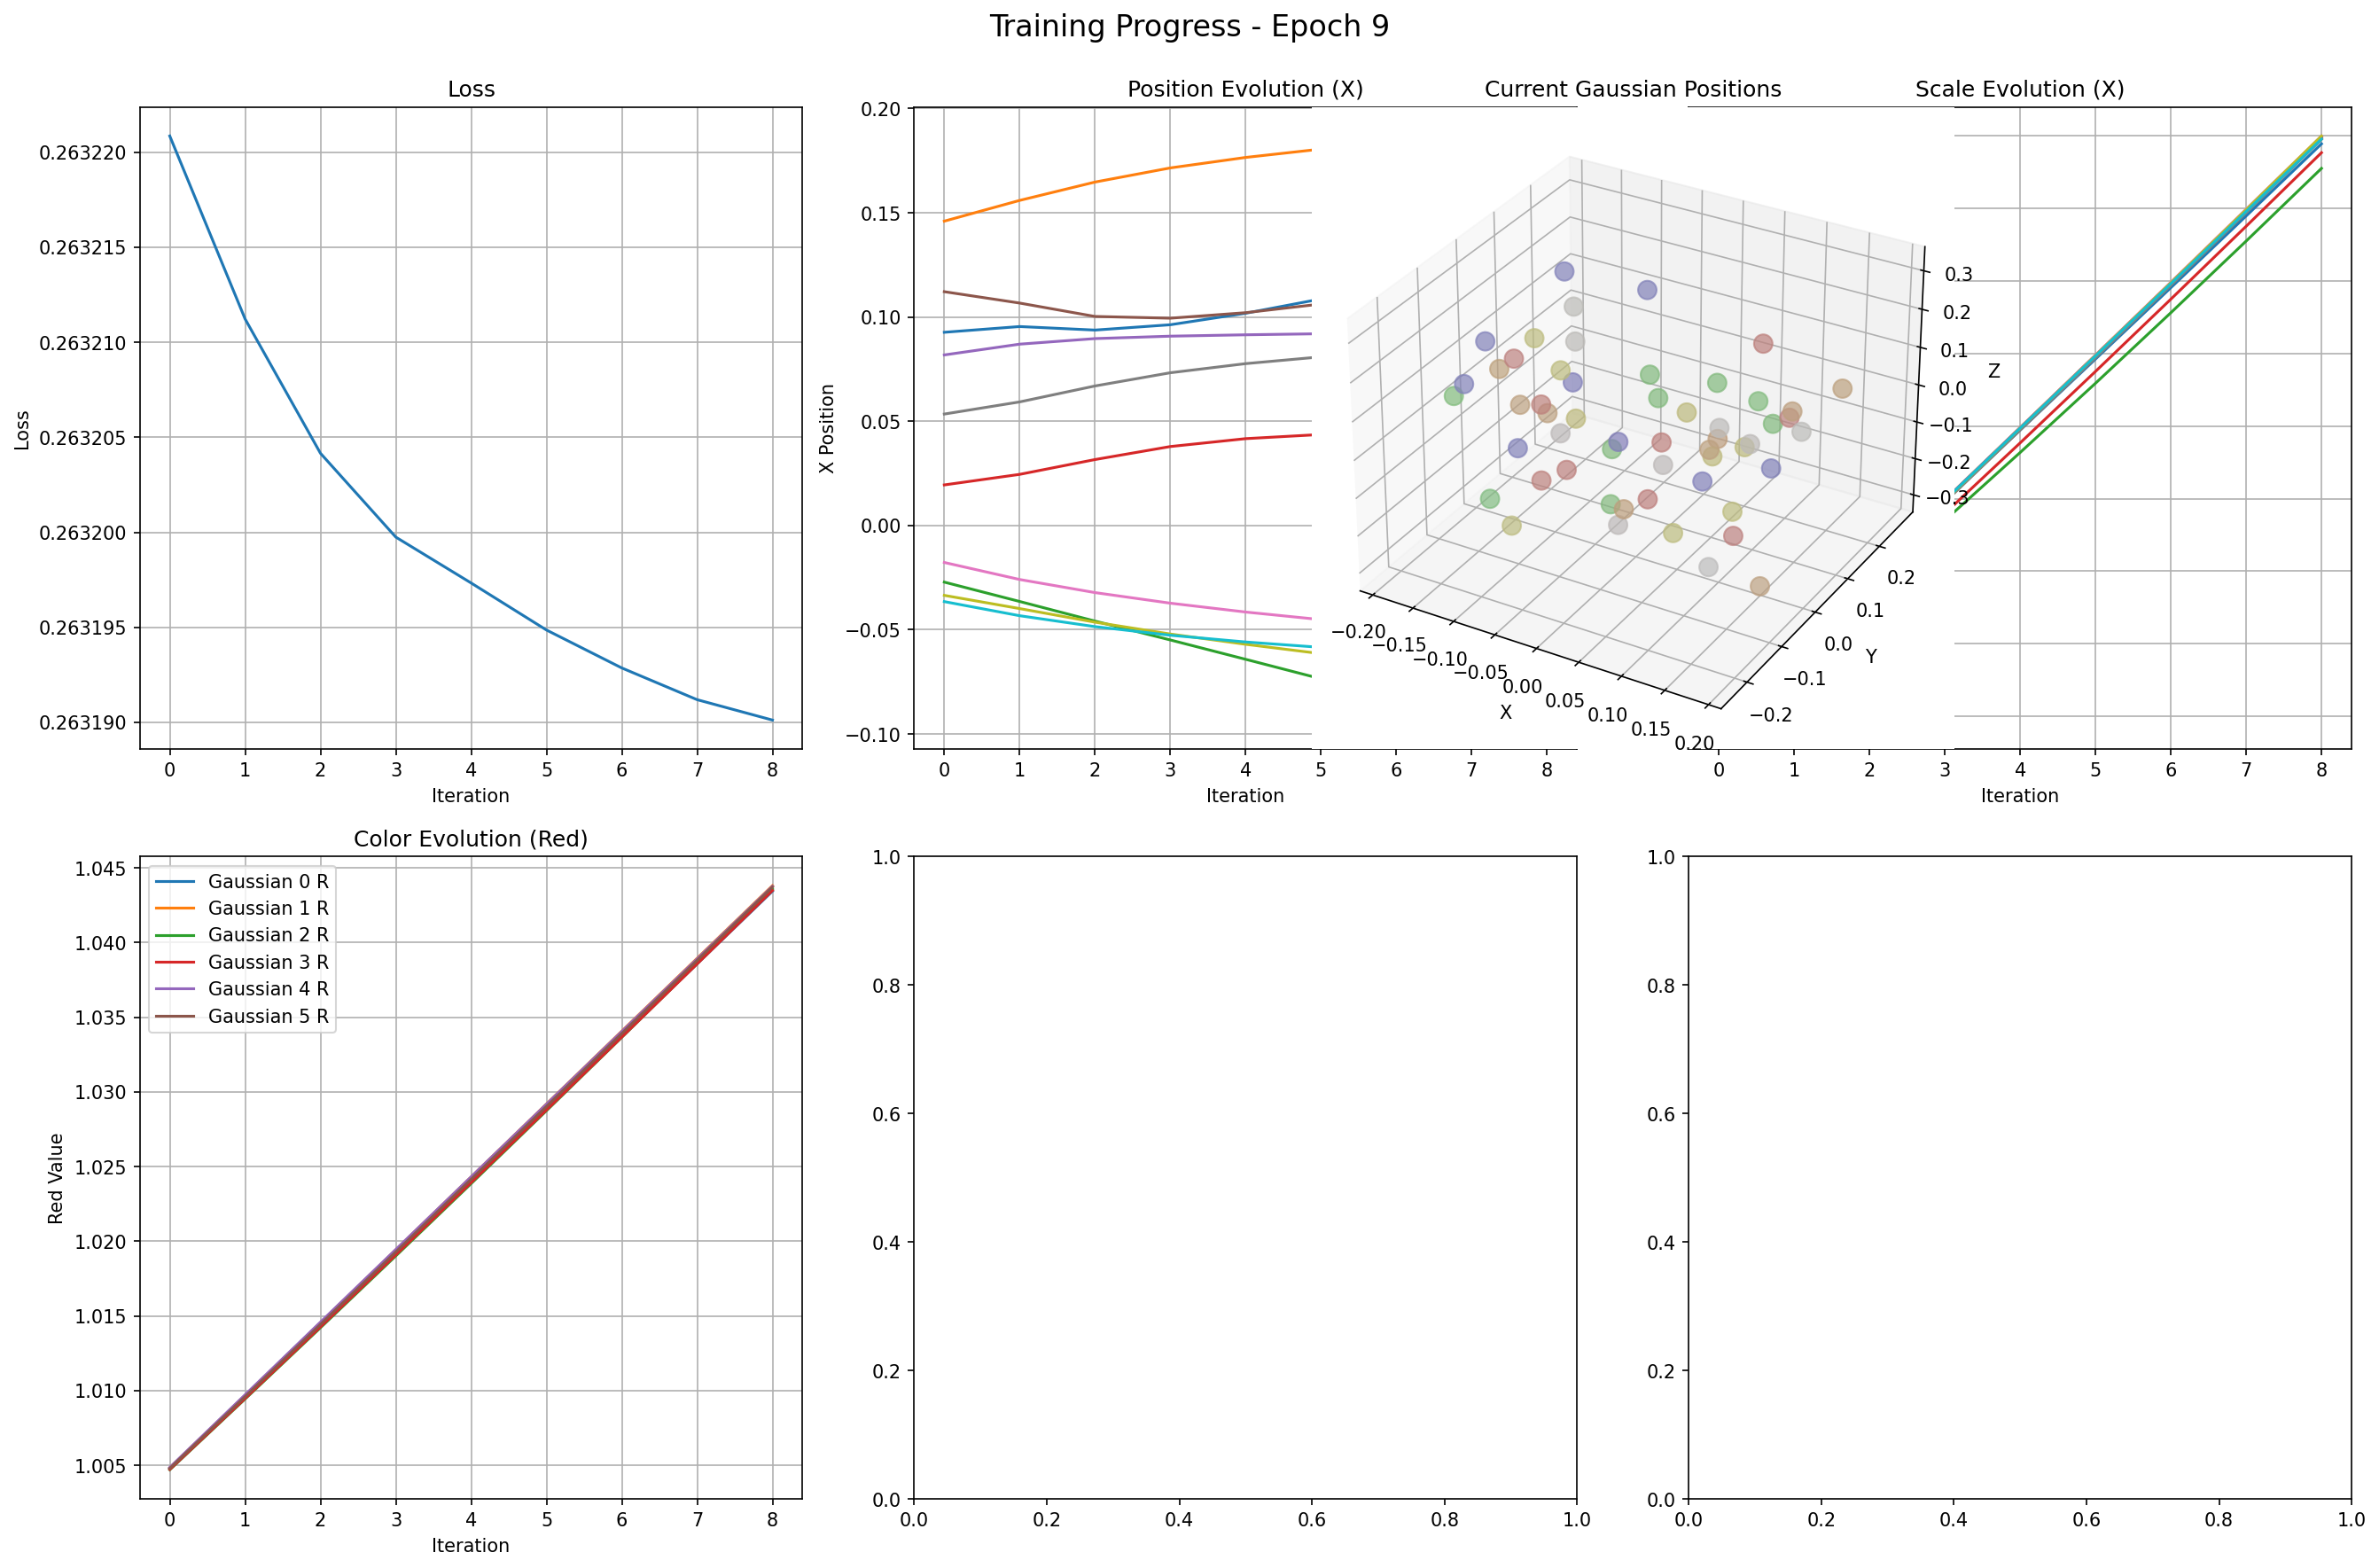 Training Progress - Epoch 9
Loss
0.263220
0.263215
0.263210
0.263205
0.263200
0.263195
0.263190
Loss
0 1 2 3 4 5 6 7 8
Iteration
Position Evolution (X)
0.20
0.15
0.10
0.05
0.00
−0.05
−0.10
X Position
0 1 2 3 4 5 6 7 8
Iteration
Current Gaussian Positions
0.3
0.2
0.1
0.0
−0.1
−0.2
−0.3
Z
0.2
0.1
0.0
−0.1
−0.2
Y
−0.20
−0.15
−0.10
−0.05
0.00
0.05
0.10
0.15
0.20
X
Scale Evolution (X)
0 1 2 3 4 5 6 7 8
Iteration
Color Evolution (Red)
1.045
1.040
1.035
1.030
1.025
1.020
1.015
1.010
1.005
Red Value
Gaussian 0 R
Gaussian 1 R
Gaussian 2 R
Gaussian 3 R
Gaussian 4 R
Gaussian 5 R
0 1 2 3 4 5 6 7 8
Iteration
1.0
0.8
0.6
0.4
0.2
0.0
0.0 0.2 0.4 0.6 0.8 1.0
1.0
0.8
0.6
0.4
0.2
0.0
0.0 0.2 0.4 0.6 0.8 1.0